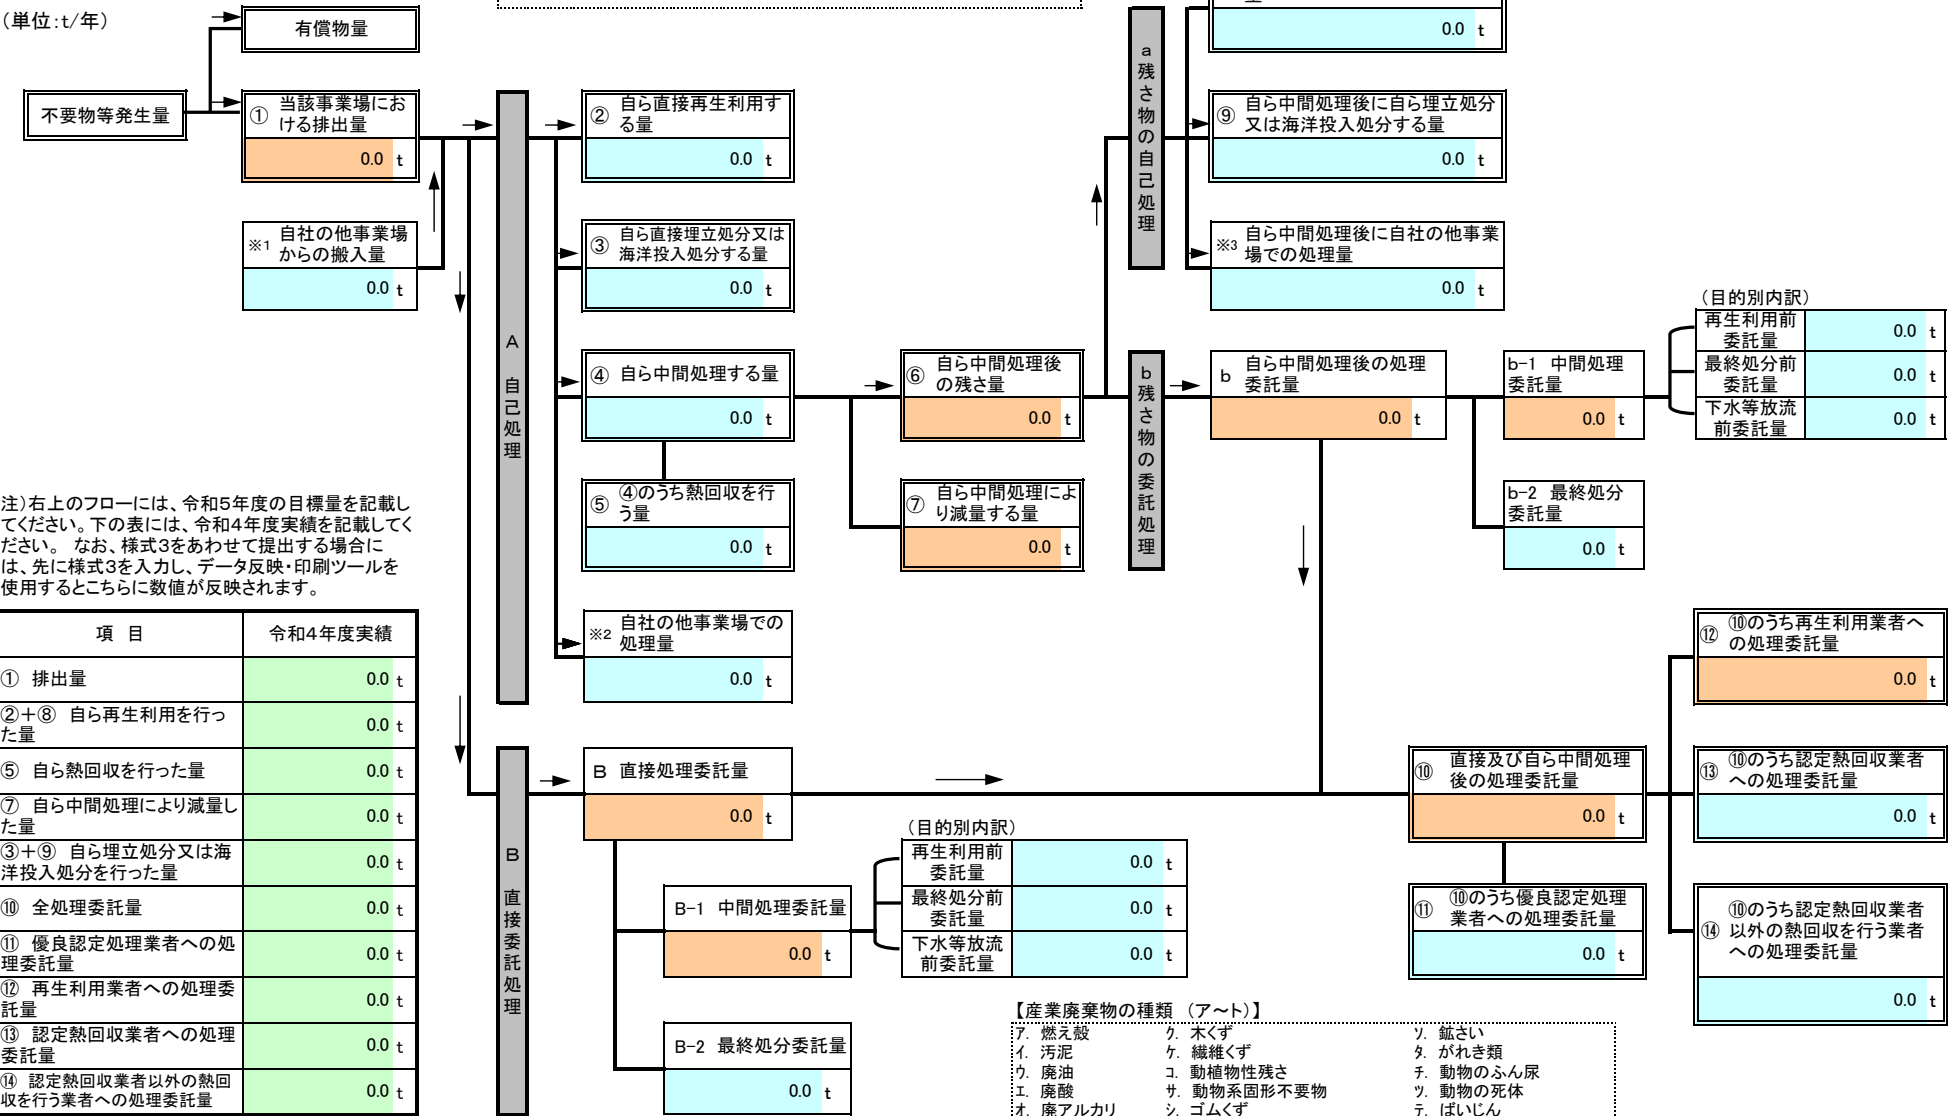 (単位:t/年)
有償物量
不要物等発生量
① 当該事業場にお
ける排出量
0.0 t
※1 自社の他事業場
からの搬入量
0.0 t
A 自己処理
② 自ら直接再生利用す
る量
0.0 t
③ 自ら直接埋立処分又は
海洋投入処分する量
0.0 t
④ 自ら中間処理する量
0.0 t
⑤ ④のうち熱回収を行
う量
0.0 t
※2 自社の他事業場での
処理量
0.0 t
⑥ 自ら中間処理後
の残さ量
0.0 t
⑦ 自ら中間処理によ
り減量する量
0.0 t
a 残さ物の自己処理
0.0 t
⑨ 自ら中間処理後に自ら埋立処分
又は海洋投入処分する量
0.0 t
※3 自ら中間処理後に自社の他事業
場での処理量
0.0 t
b 残さ物の委託処理
b 自ら中間処理後の処理
委託量
0.0 t
b-1 中間処理
委託量
0.0 t
(目的別内訳)
再生利用前
委託量
0.0 t
最終処分前
委託量
0.0 t
下水等放流
前委託量
0.0 t
b-2 最終処分
委託量
0.0 t
注)右上のフローには、令和5年度の目標量を記載し
てください。下の表には、令和4年度実績を記載してく
ださい。 なお、様式3をあわせて提出する場合に
は、先に様式3を入力し、データ反映・印刷ツールを
使用するとこちらに数値が反映されます。
項 目 令和4年度実績
① 排出量 0.0 t
②+⑧ 自ら再生利用を行っ
た量 0.0 t
⑤ 自ら熱回収を行った量 0.0 t
⑦ 自ら中間処理により減量し
た量 0.0 t
③+⑨ 自ら埋立処分又は海
洋投入処分を行った量 0.0 t
⑩ 全処理委託量 0.0 t
⑪ 優良認定処理業者への処
理委託量 0.0 t
⑫ 再生利用業者への処理委
託量 0.0 t
⑬ 認定熱回収業者への処理
委託量 0.0 t
⑭ 認定熱回収業者以外の熱回
収を行う業者への処理委託量 0.0 t
B 直接委託処理
B 直接処理委託量
0.0 t
B-1 中間処理委託量
0.0 t
(目的別内訳)
再生利用前
委託量
0.0 t
最終処分前
委託量
0.0 t
下水等放流
前委託量
0.0 t
B-2 最終処分委託量
0.0 t
⑩ 直接及び自ら中間処理
後の処理委託量
0.0 t
⑪ ⑩のうち優良認定処理
業者への処理委託量
0.0 t
⑫ ⑩のうち再生利用業者へ
の処理委託量
0.0 t
⑬ ⑩のうち認定熱回収業者
への処理委託量
0.0 t
⑭ ⑩のうち認定熱回収業者
以外の熱回収を行う業者
への処理委託量
0.0 t
【産業廃棄物の種類 (ア~ト)】
ア. 燃え殻 ク. 木くず ソ. 鉱さい
イ. 汚泥 ケ. 繊維くず タ. がれき類
ウ. 廃油 コ. 動植物性残さ チ. 動物のふん尿
エ. 廃酸 サ. 動物系固形不要物 ツ. 動物の死体
オ. 廃アルカリ シ. ゴムくず テ. ばいじん